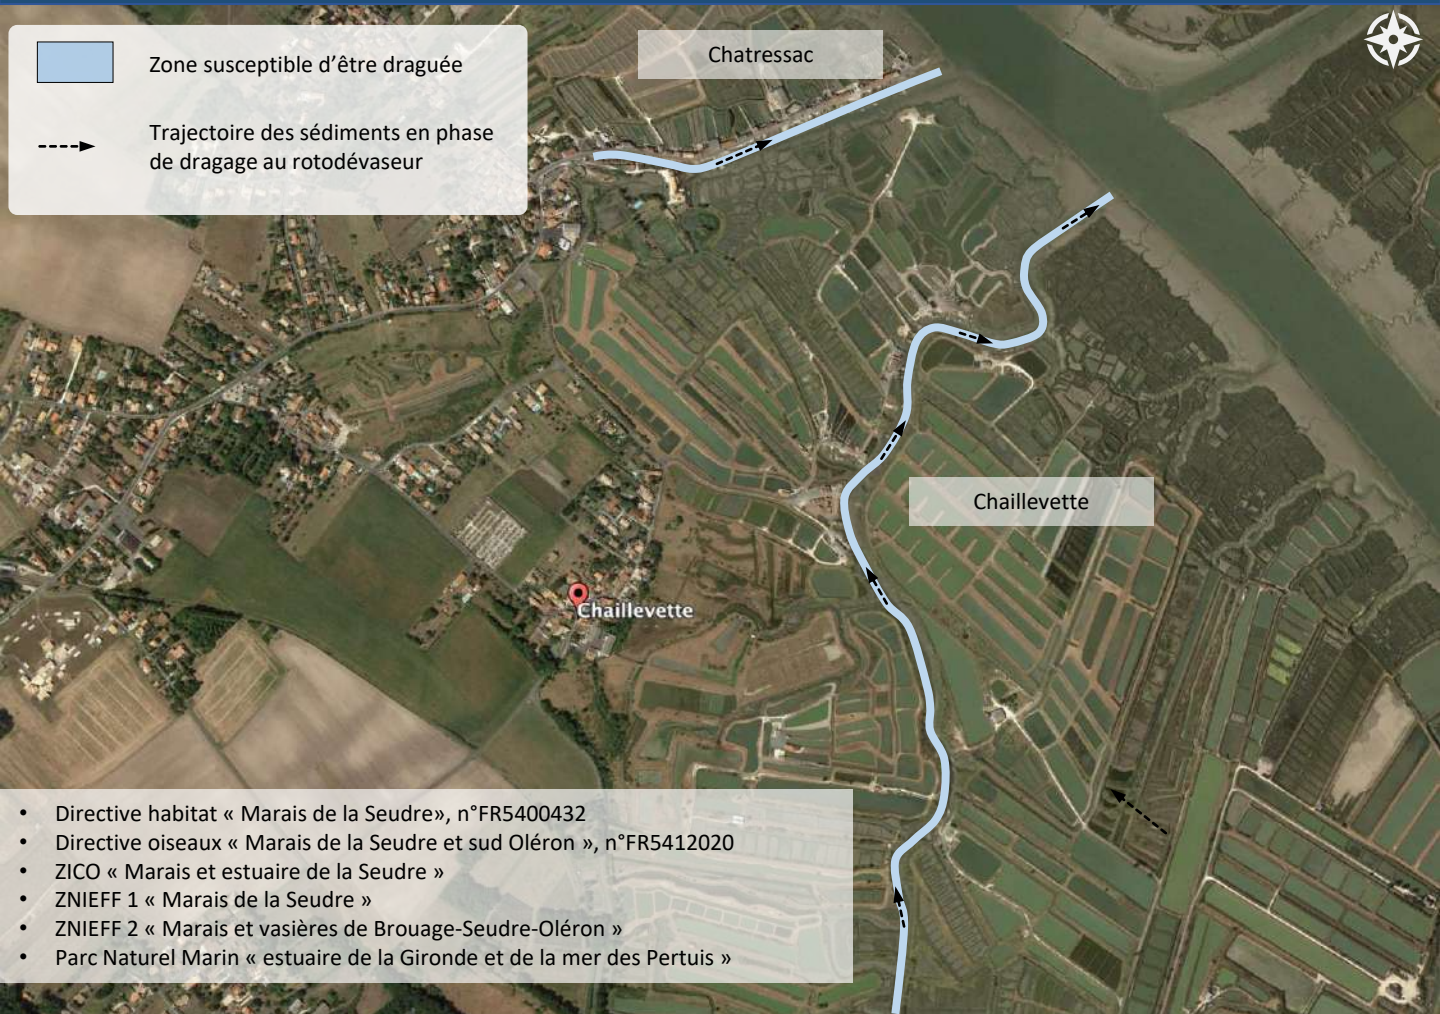 Zone susceptible d’être draguée
Trajectoire des sédiments en phase
de dragage au rotodévaseur
Chatressac
Chaillevette
Chaillevette
• Directive habitat « Marais de la Seudre», n°FR5400432
• Directive oiseaux « Marais de la Seudre et sud Oléron », n°FR5412020
• ZICO « Marais et estuaire de la Seudre »
• ZNIEFF 1 « Marais de la Seudre »
• ZNIEFF 2 « Marais et vasières de Brouage-Seudre-Oléron »
• Parc Naturel Marin « estuaire de la Gironde et de la mer des Pertuis »